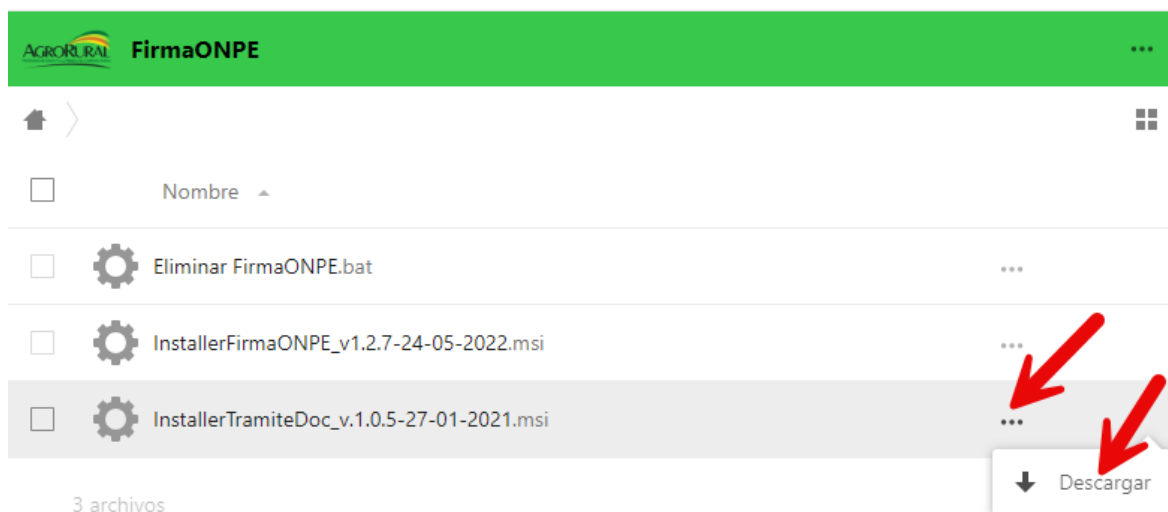 AGRORURAL FirmaONPE
Nombre
Eliminar FirmaONPE.bat
InstallerFirmaONPE_v1.2.7-24-05-2022.msi
InstallerTramiteDoc_v.1.0.5-27-01-2021.msi
Descargar
3 archivos